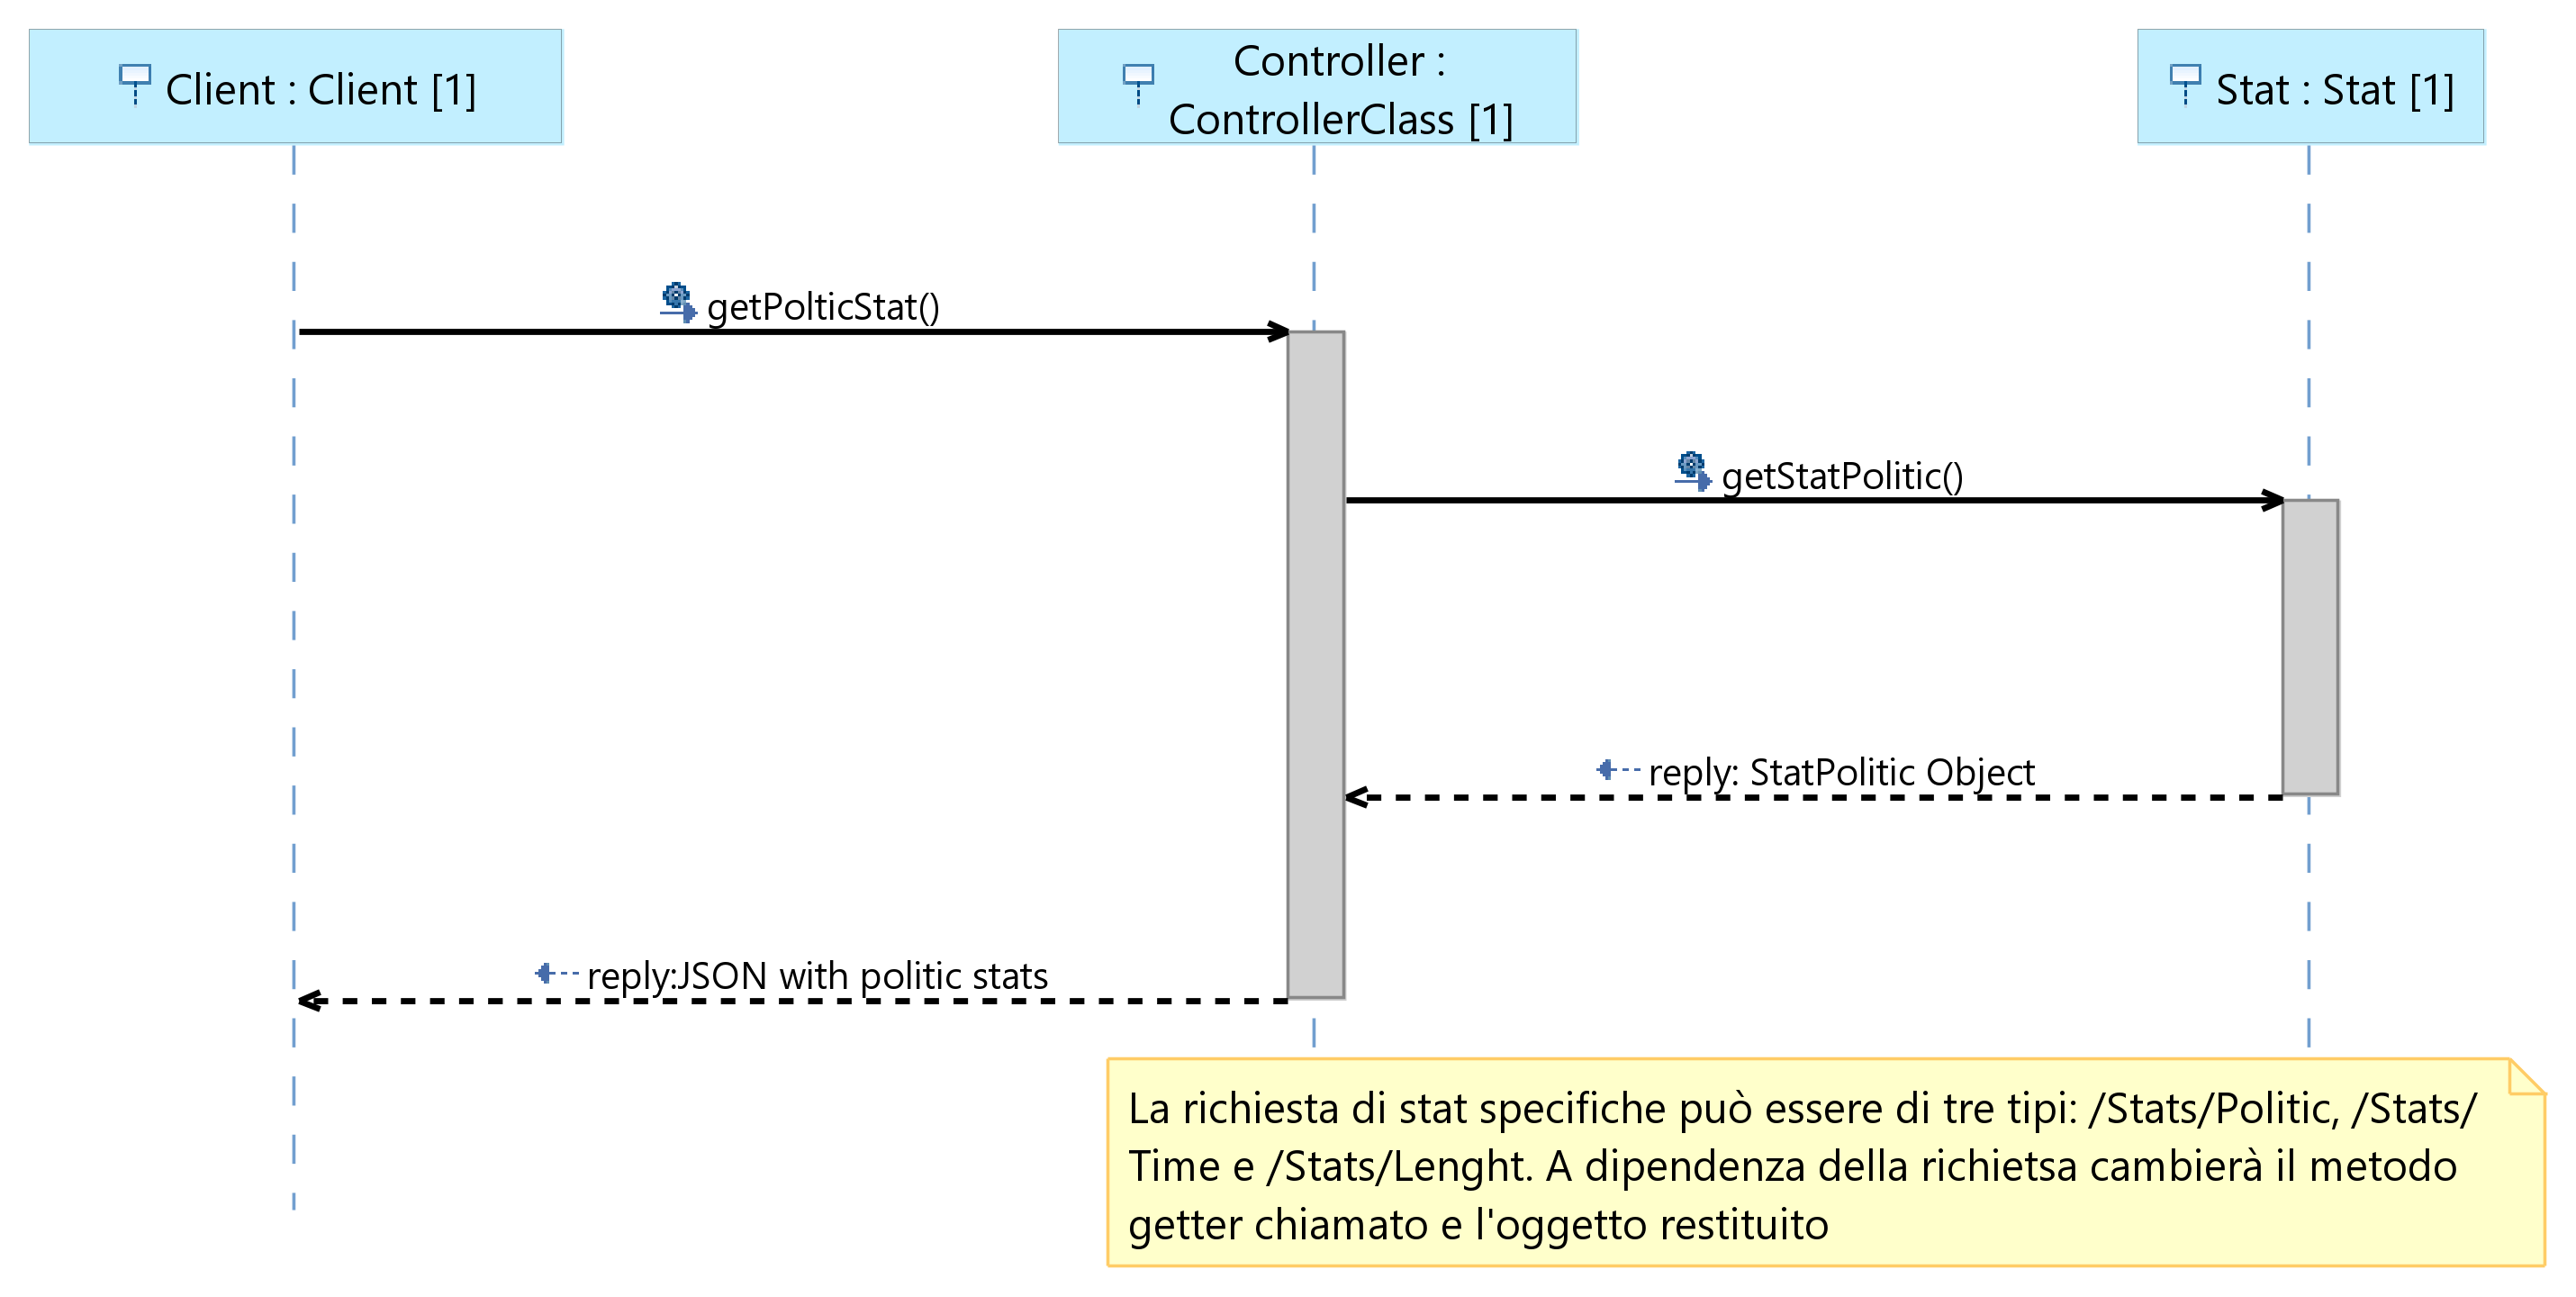 Client : Client [1]
Controller :
ControllerClass [1]
Stat : Stat [1]
getPolticStat()
getStatPolitic()
reply: StatPolitic Object
reply:JSON with politic stats
La richiesta di stat specifiche può essere di tre tipi: /Stats/Politic, /Stats/
Time e /Stats/Lenght. A dipendenza della richietsa cambierà il metodo
getter chiamato e l'oggetto restituito